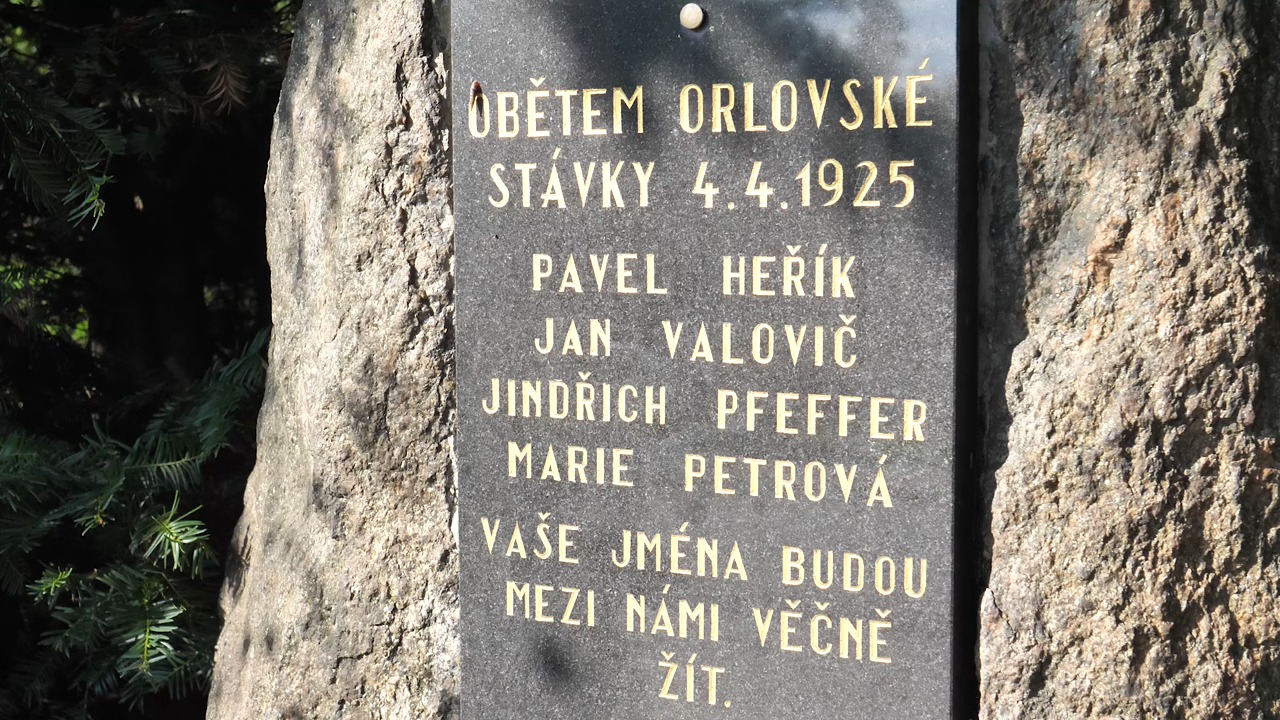 OBĚTEM ORLOVSKÉ
STÁVKY 4.4.1925
PAVEL HEŘÍK
JAN VALOVIČ
JINDŘICH PFEFFER
MARIE PETROVÁ
VAŠE JMÉNA BUDOU
MEZI NÁMI VĚČNĚ
ŽÍT.